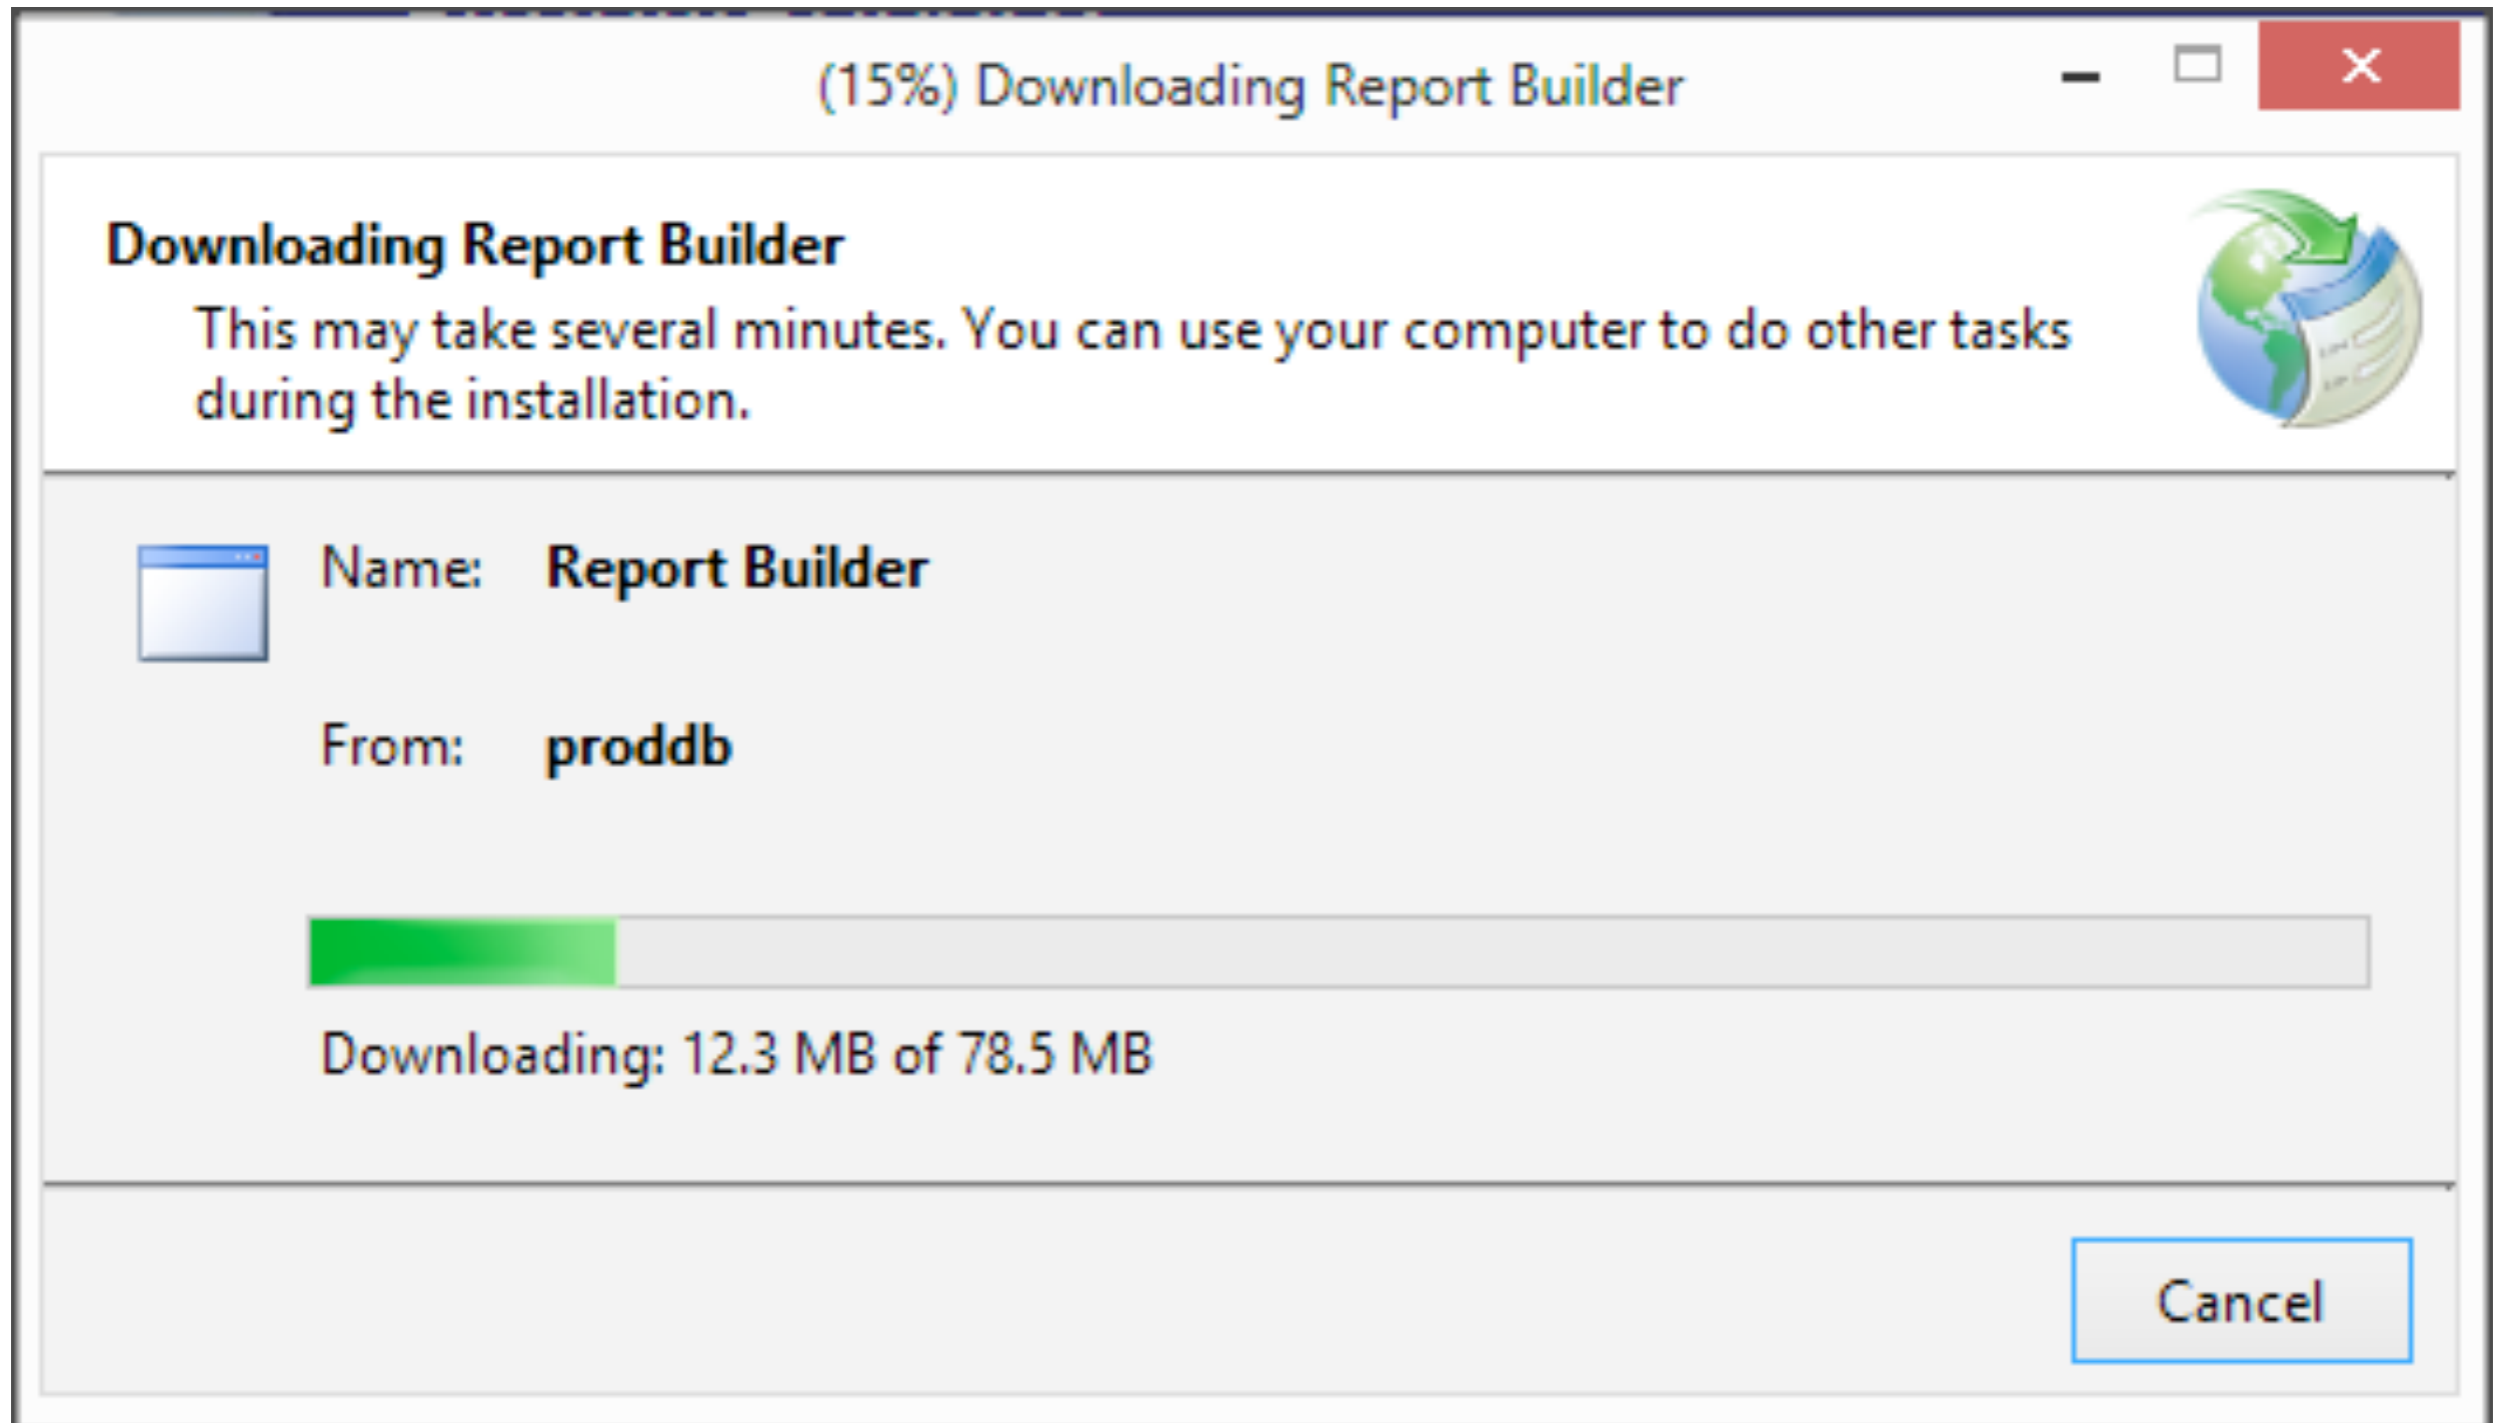 (15%) Downloading Report Builder
Downloading Report Builder
This may take several minutes. You can use your computer to do other tasks
during the installation.
Name: Report Builder
From: proddb
Downloading: 12.3 MB of 78.5 MB
Cancel